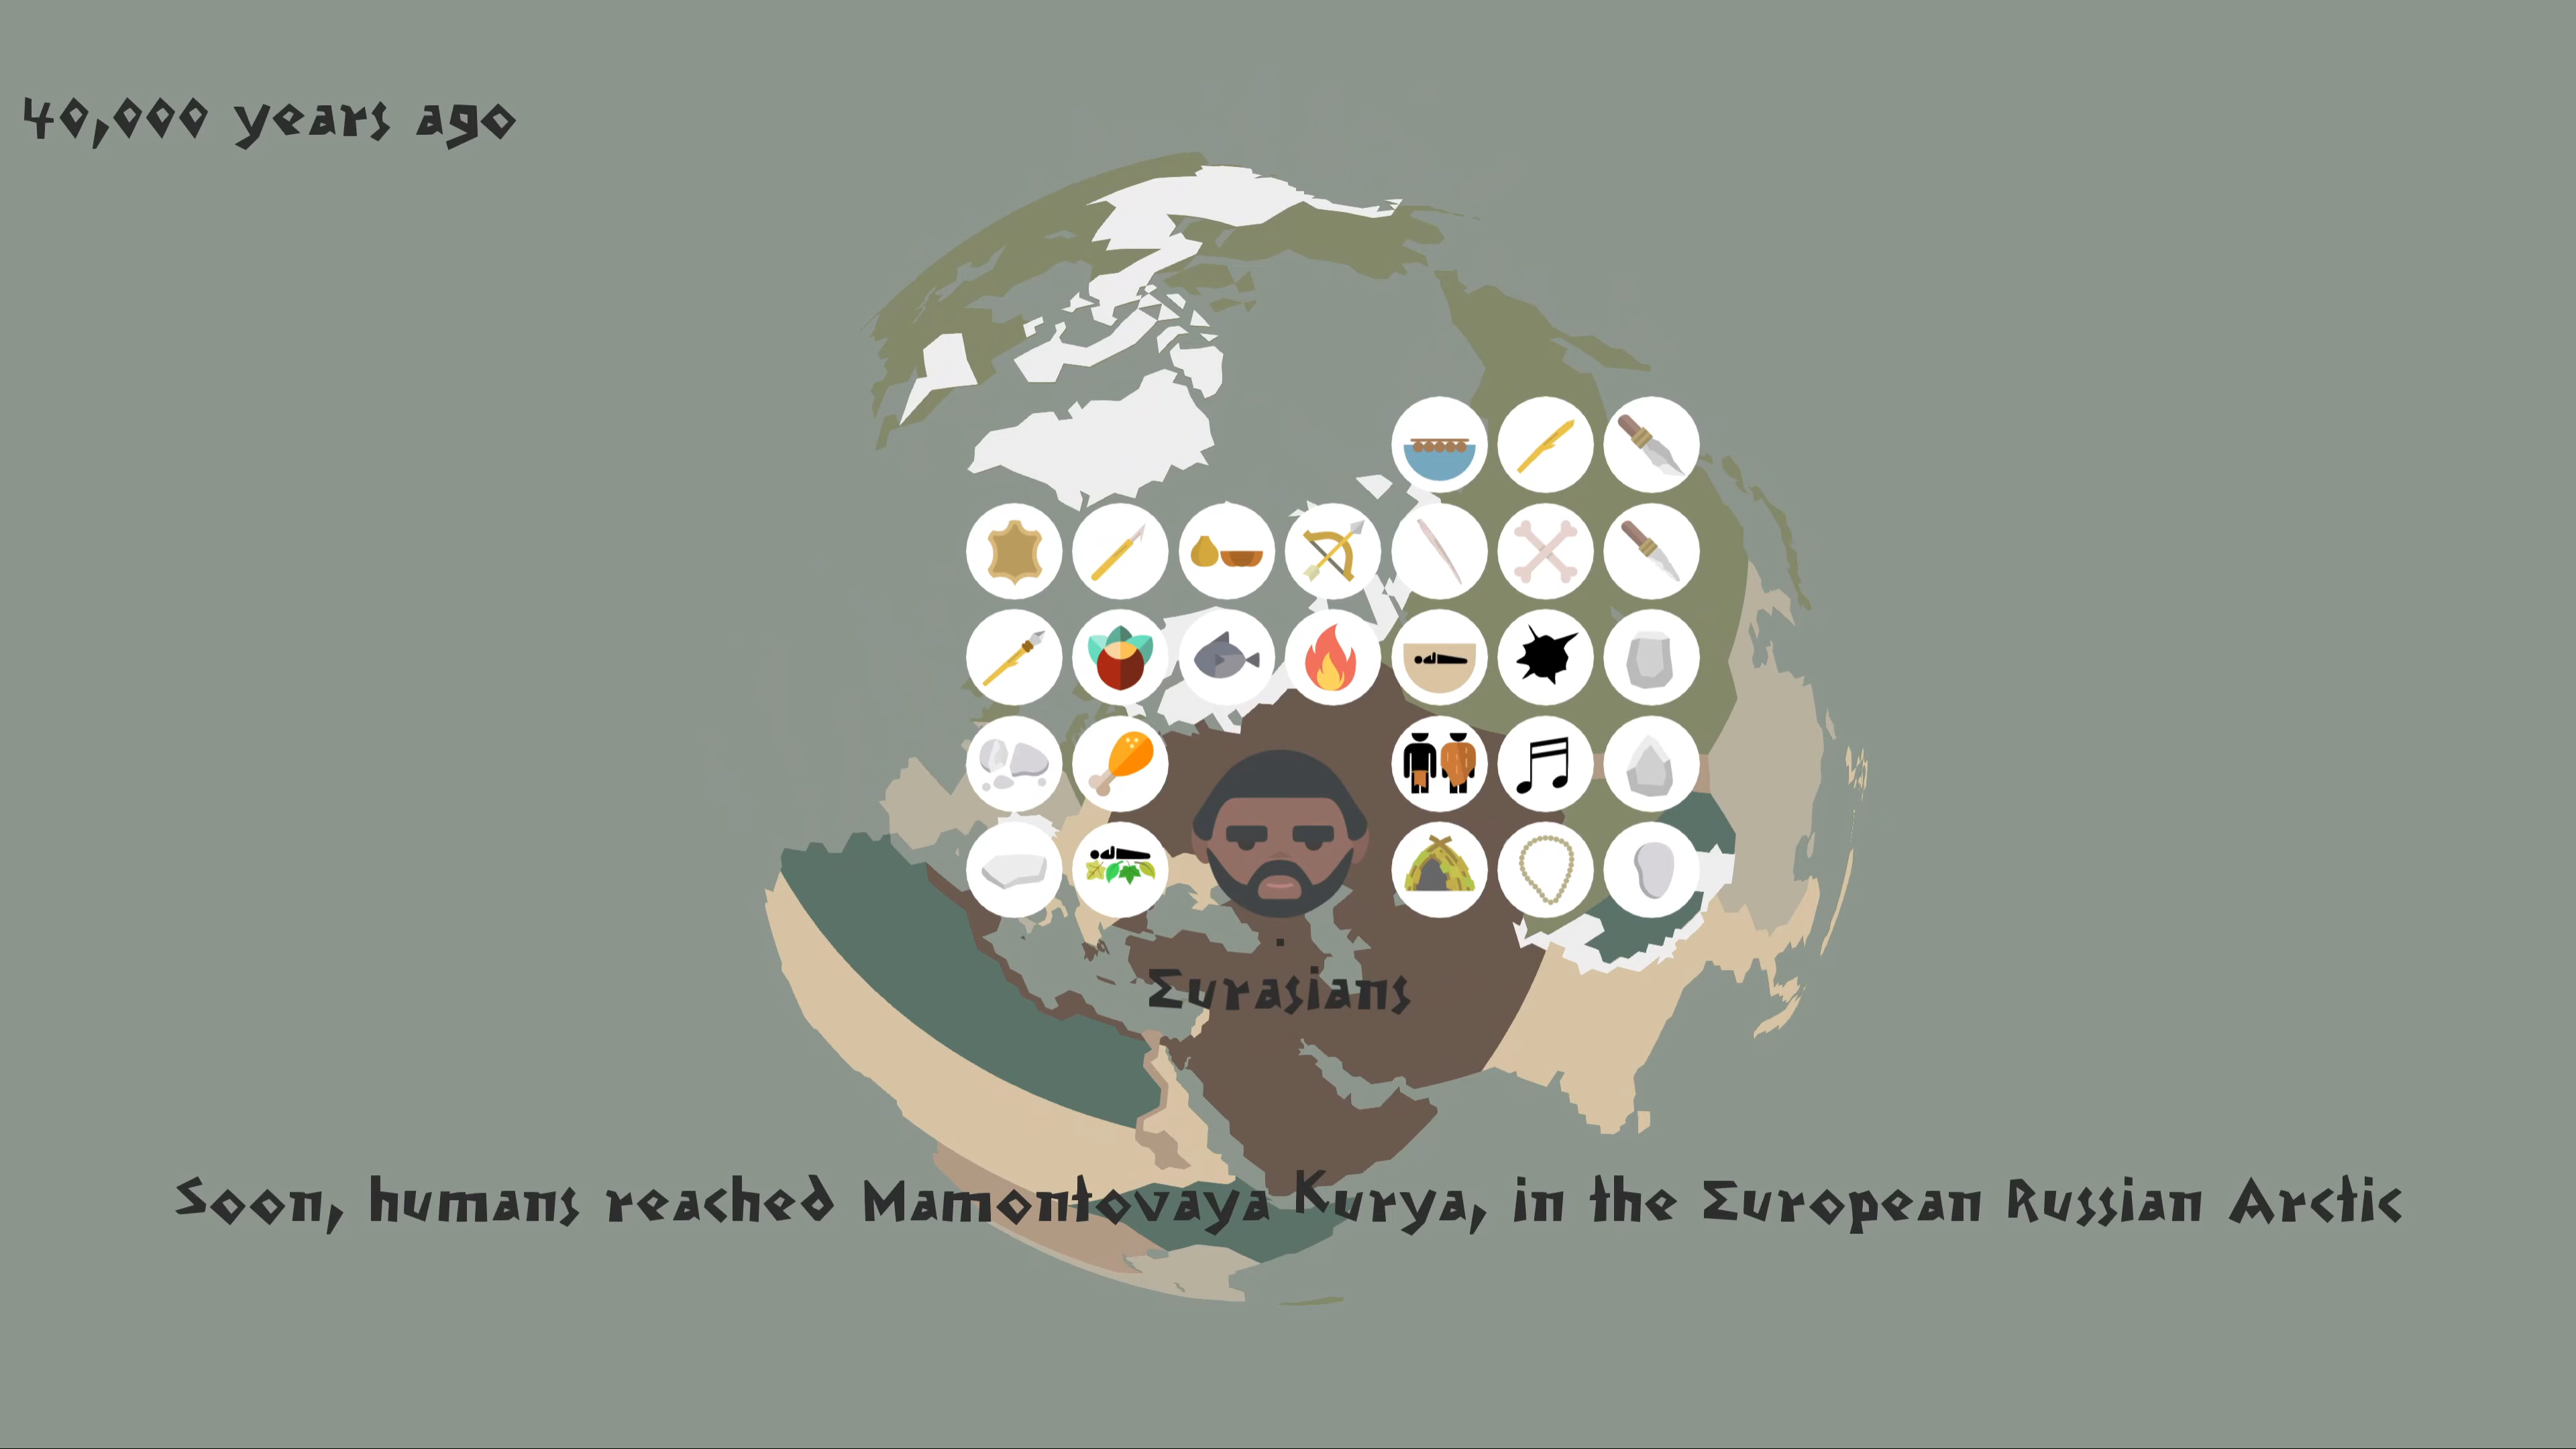 40,000 years ago
Eurasians
Soon, humans reached Mamontovaya Kurya, in the European Russian Arctic